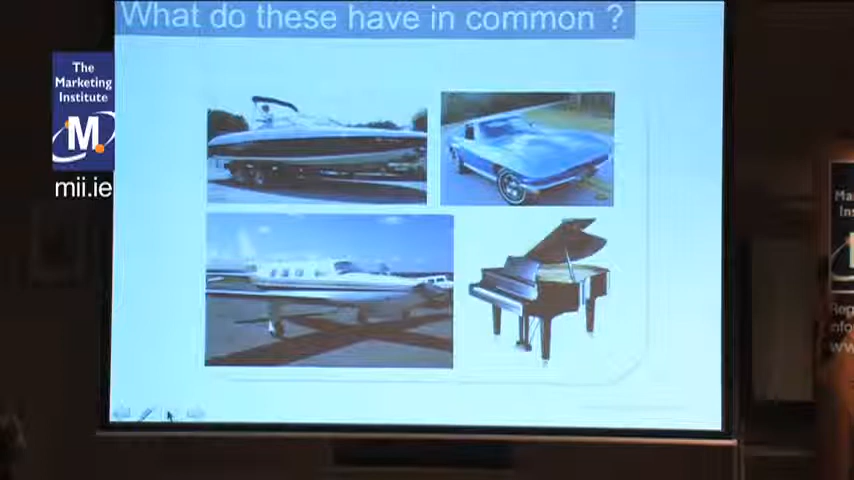 What do these have in common ?
The
Marketing
Institute
M
mii.ie